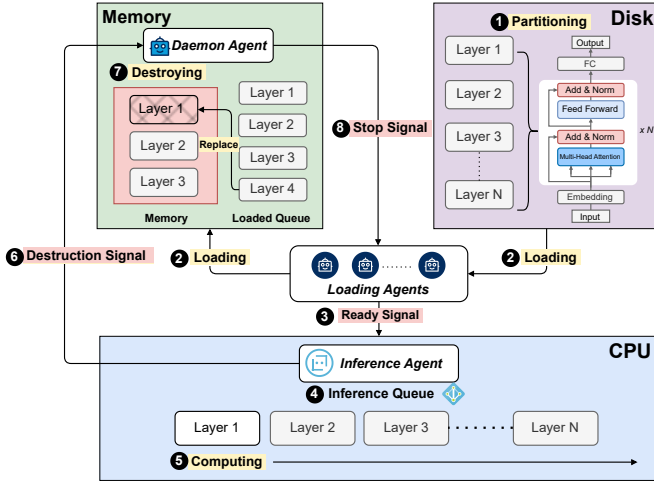 Memory
Daemon Agent
7 Destroying
Layer 1
Layer 2
Layer 3
Replace
Layer 1
Layer 2
Layer 3
Layer 4
Memory
Loaded Queue
1 Partitioning
Disk
Layer 1
Layer 2
Layer 3
Layer N
Output
FC
Add & Norm
Feed Forward
Add & Norm
Multi-Head Attention
x N
Embedding
Input
8 Stop Signal
6 Destruction Signal
2 Loading
2 Loading
Loading Agents
3 Ready Signal
CPU
Inference Agent
4 Inference Queue
Layer 1
Layer 2
Layer 3
Layer N
5 Computing